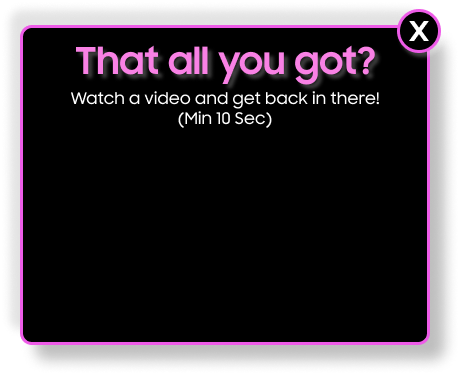 X
That all you got?
Watch a video and get back in there!
(Min 10 Sec)